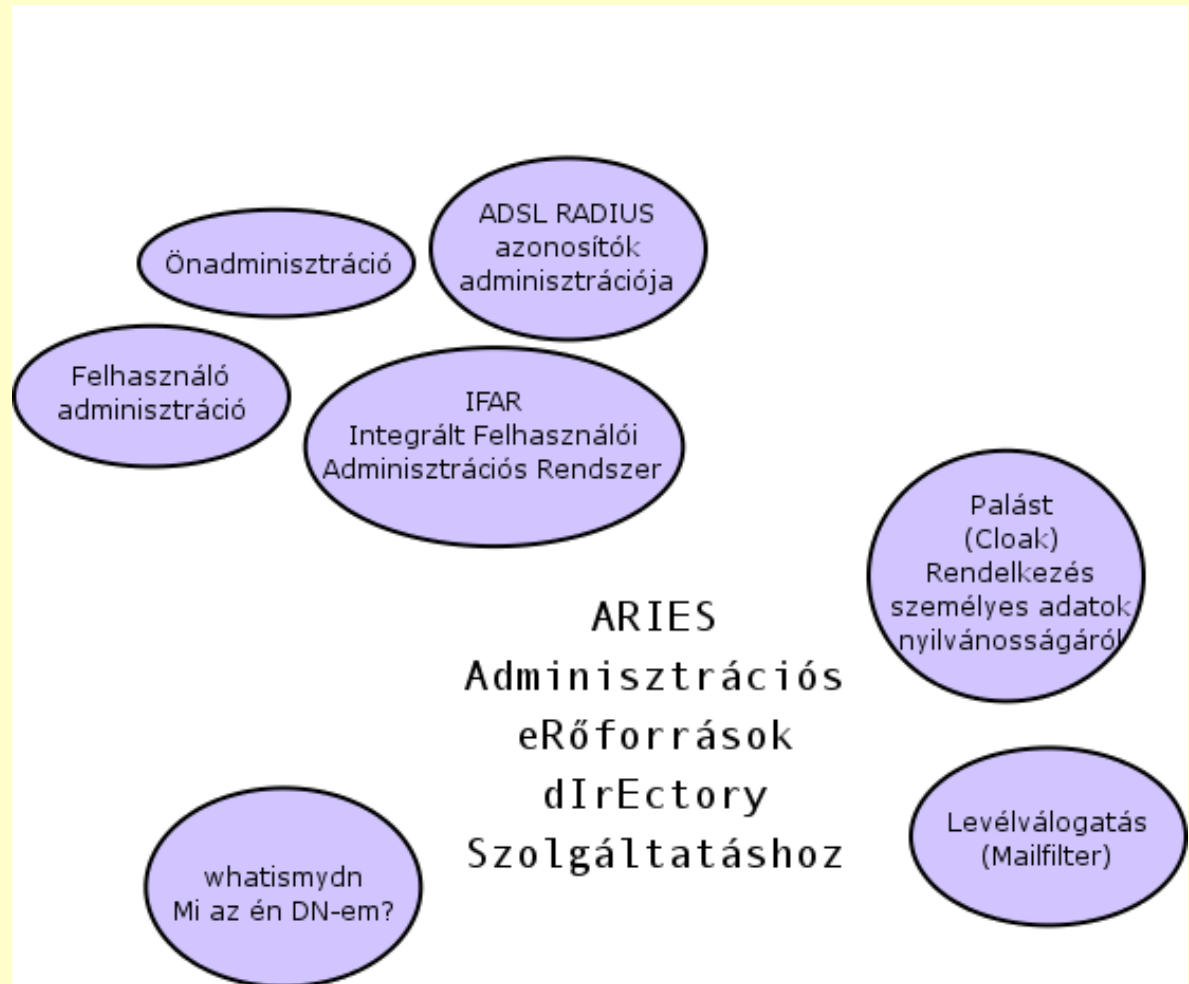 ADSL RADIUS
azonosítók
adminisztrációja
Önadminisztráció
Felhasználó
adminisztráció
IFAR
Integrált Felhasználói
Adminisztrációs Rendszer
Palást
(Cloak)
Rendelkezés
személyes adatok
nyilvánosságáról
ARIES
Adminisztrációs
eRőforrások
dIrEctory
Szolgáltatáshoz
Levélválogatás
(Mailfilter)
whatismydn
Mi az én DN-em?